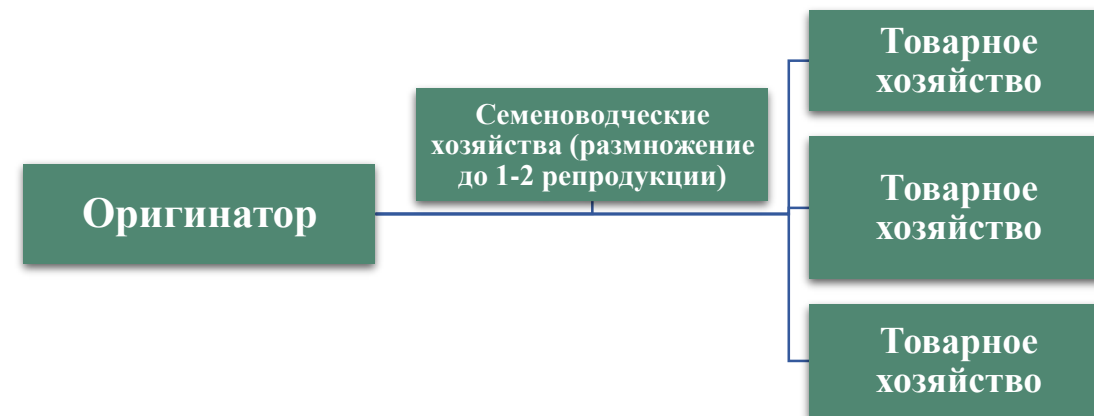 Оригинатор
Семеноводческие
хозяйства (размножение
до 1-2 репродукции)
Товарное
хозяйство
Товарное
хозяйство
Товарное
хозяйство